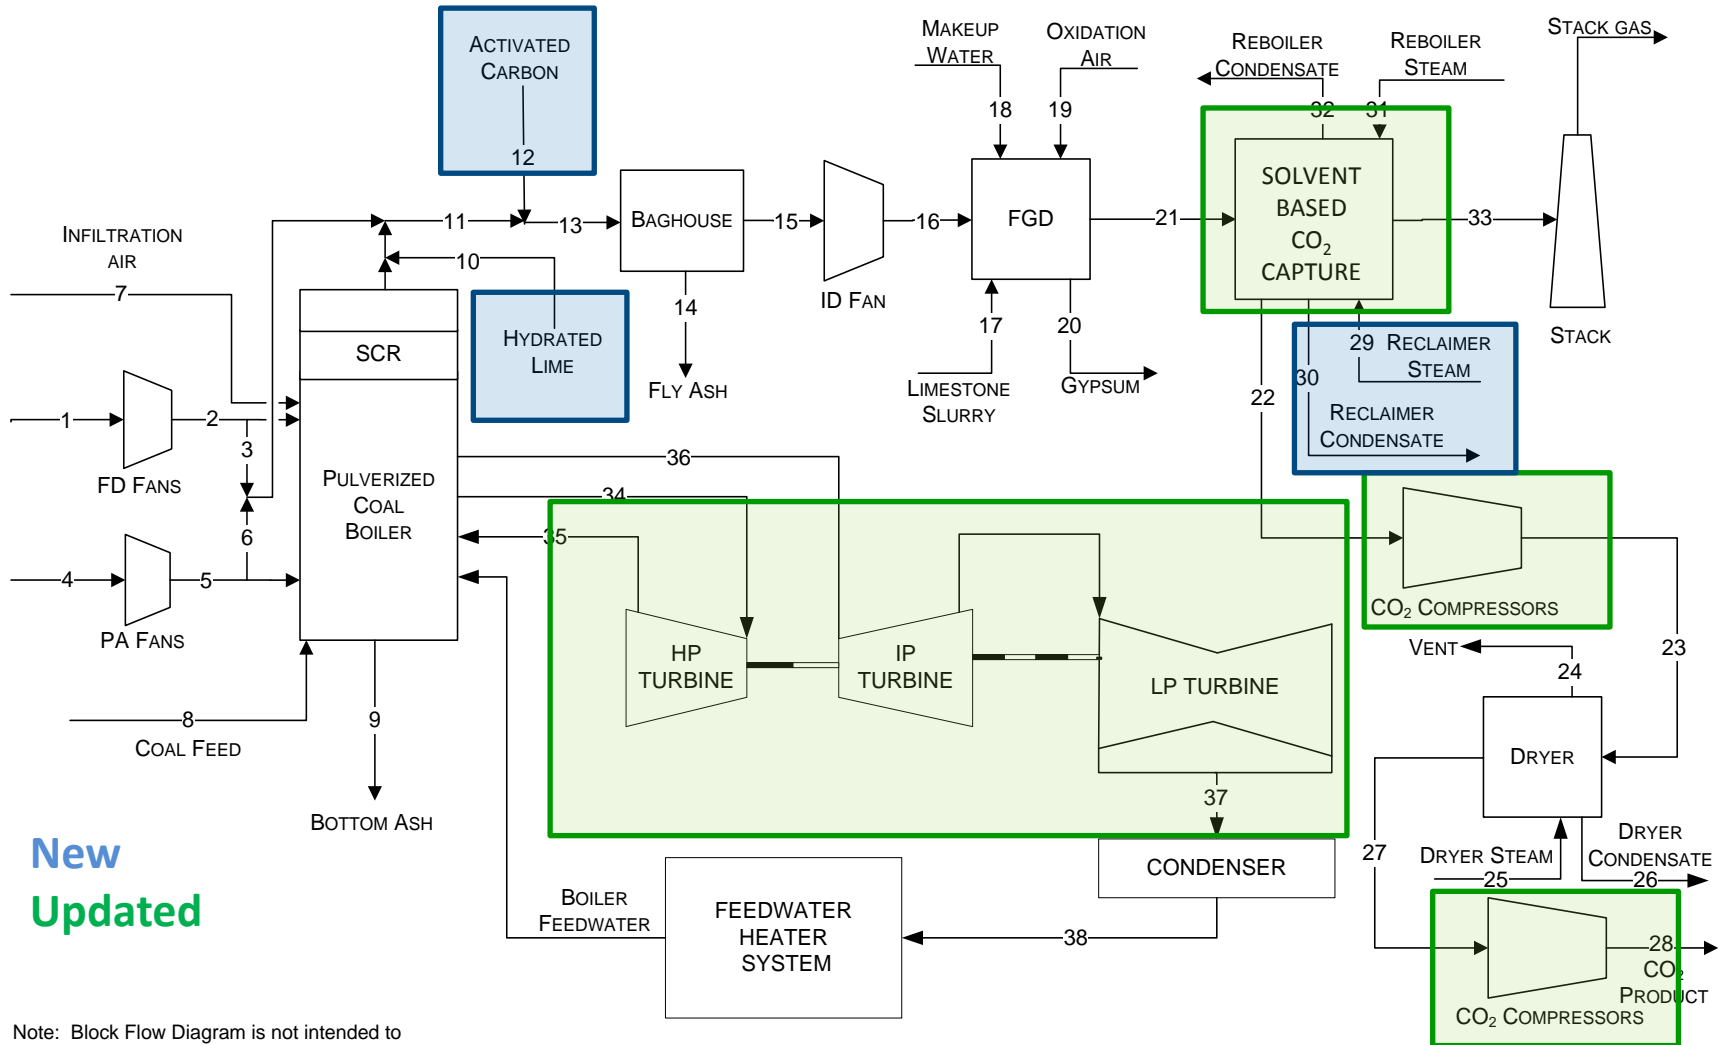 ACTIVATED
CARBON
12
MAKEUP
WATER
18
OXIDATION
AIR
19
REBOILER
CONDENSATE
32
REBOILER
STEAM
31
STACK GAS
INFILTRATION
AIR
7
11
10
13
BAGHOUSE
15
16
ID FAN
FGD
21
SOLVENT
BASED
CO2
CAPTURE
33
STACK
14
FLY ASH
17
LIMESTONE
SLURRY
20
GYPSUM
HYDRATED
LIME
SCR
1
2
3
FD FANS
4
5
6
PA FANS
PULVERIZED
COAL
BOILER
8
COAL FEED
9
BOTTOM ASH
36
34
35
HP
TURBINE
IP
TURBINE
LP TURBINE
37
22
29
RECLAIMER
STEAM
30
RECLAIMER
CONDENSATE
CO2 COMPRESSORS
23
VENT
24
DRYER
27
DRYER STEAM
25
DRYER
CONDENSATE
26
28
CO2
PRODUCT
CO2 COMPRESSORS
CONDENSER
38
FEEDWATER
HEATER
SYSTEM
BOILER
FEEDWATER
New
Updated
Note: Block Flow Diagram is not intended to